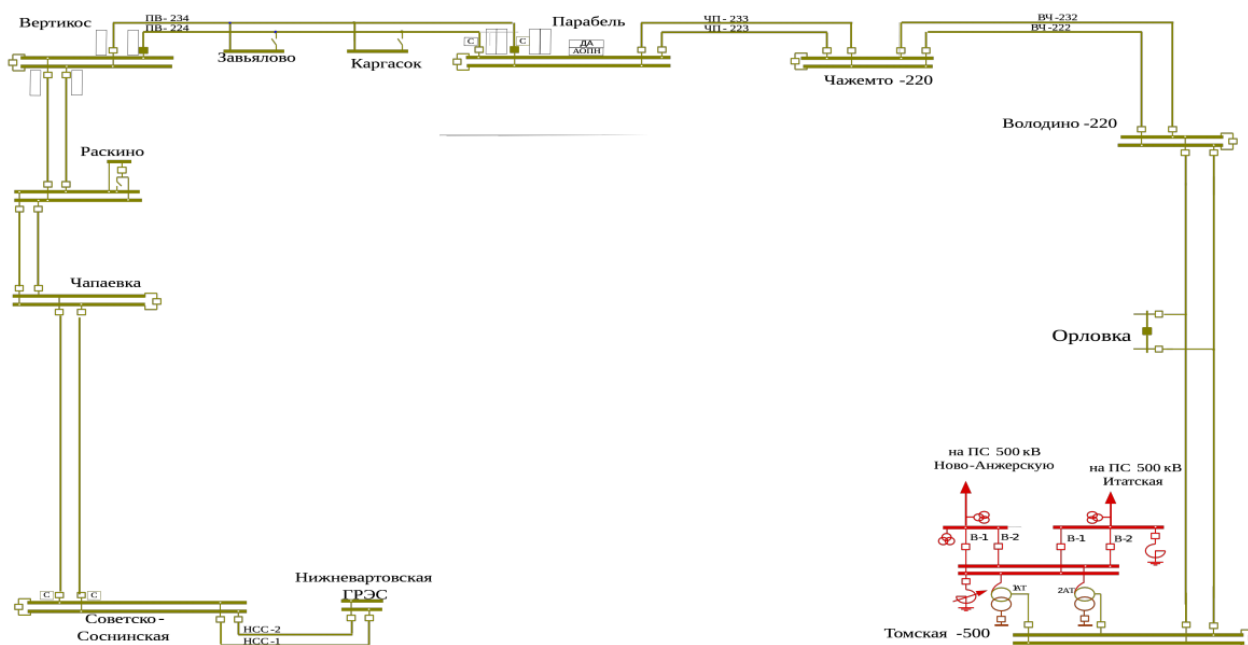 Вертикос
ПВ- 234
ПВ- 224
Завьялово
Каргасок
Парабель
С
С
ДА
АОПН
ЧП -233
ЧП -223
Чажемто -220
ВЧ -232
ВЧ-222
Володино -220
Раскино
Чапаевка
Орловка
на ПС 500 кВ
Ново-Анжерскую
на ПС 500 кВ
Итатская
В-1
В-2
В-1
В-2
1АТ
2АТ
Томская -500
Нижневартовская
ГРЭС
С
С
Советско-
Соснинская
НСС -2
НСС -1